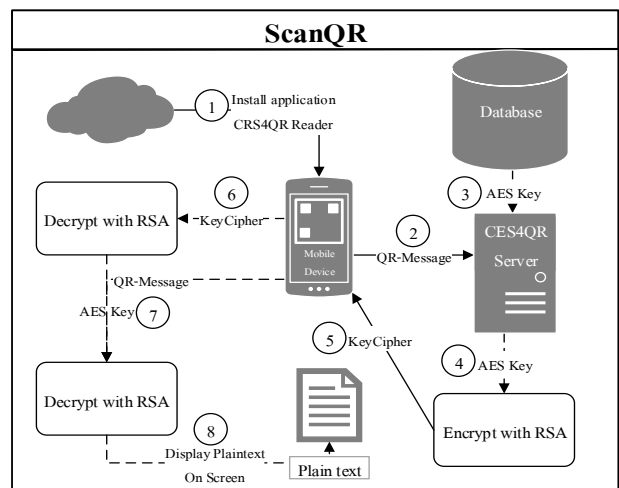 ScanQR
1 Install application
CRS4QR Reader
Database
3 AES Key
6
KeyCipher
Decrypt with RSA
2
QR-Message
CES4QR
Server
Mobile
Device
QR-Message
AES Key 7
5 KeyCipher
4 AES Key
Decrypt with RSA
8
Display Plaintext
On Screen
Plain text
Encrypt with RSA